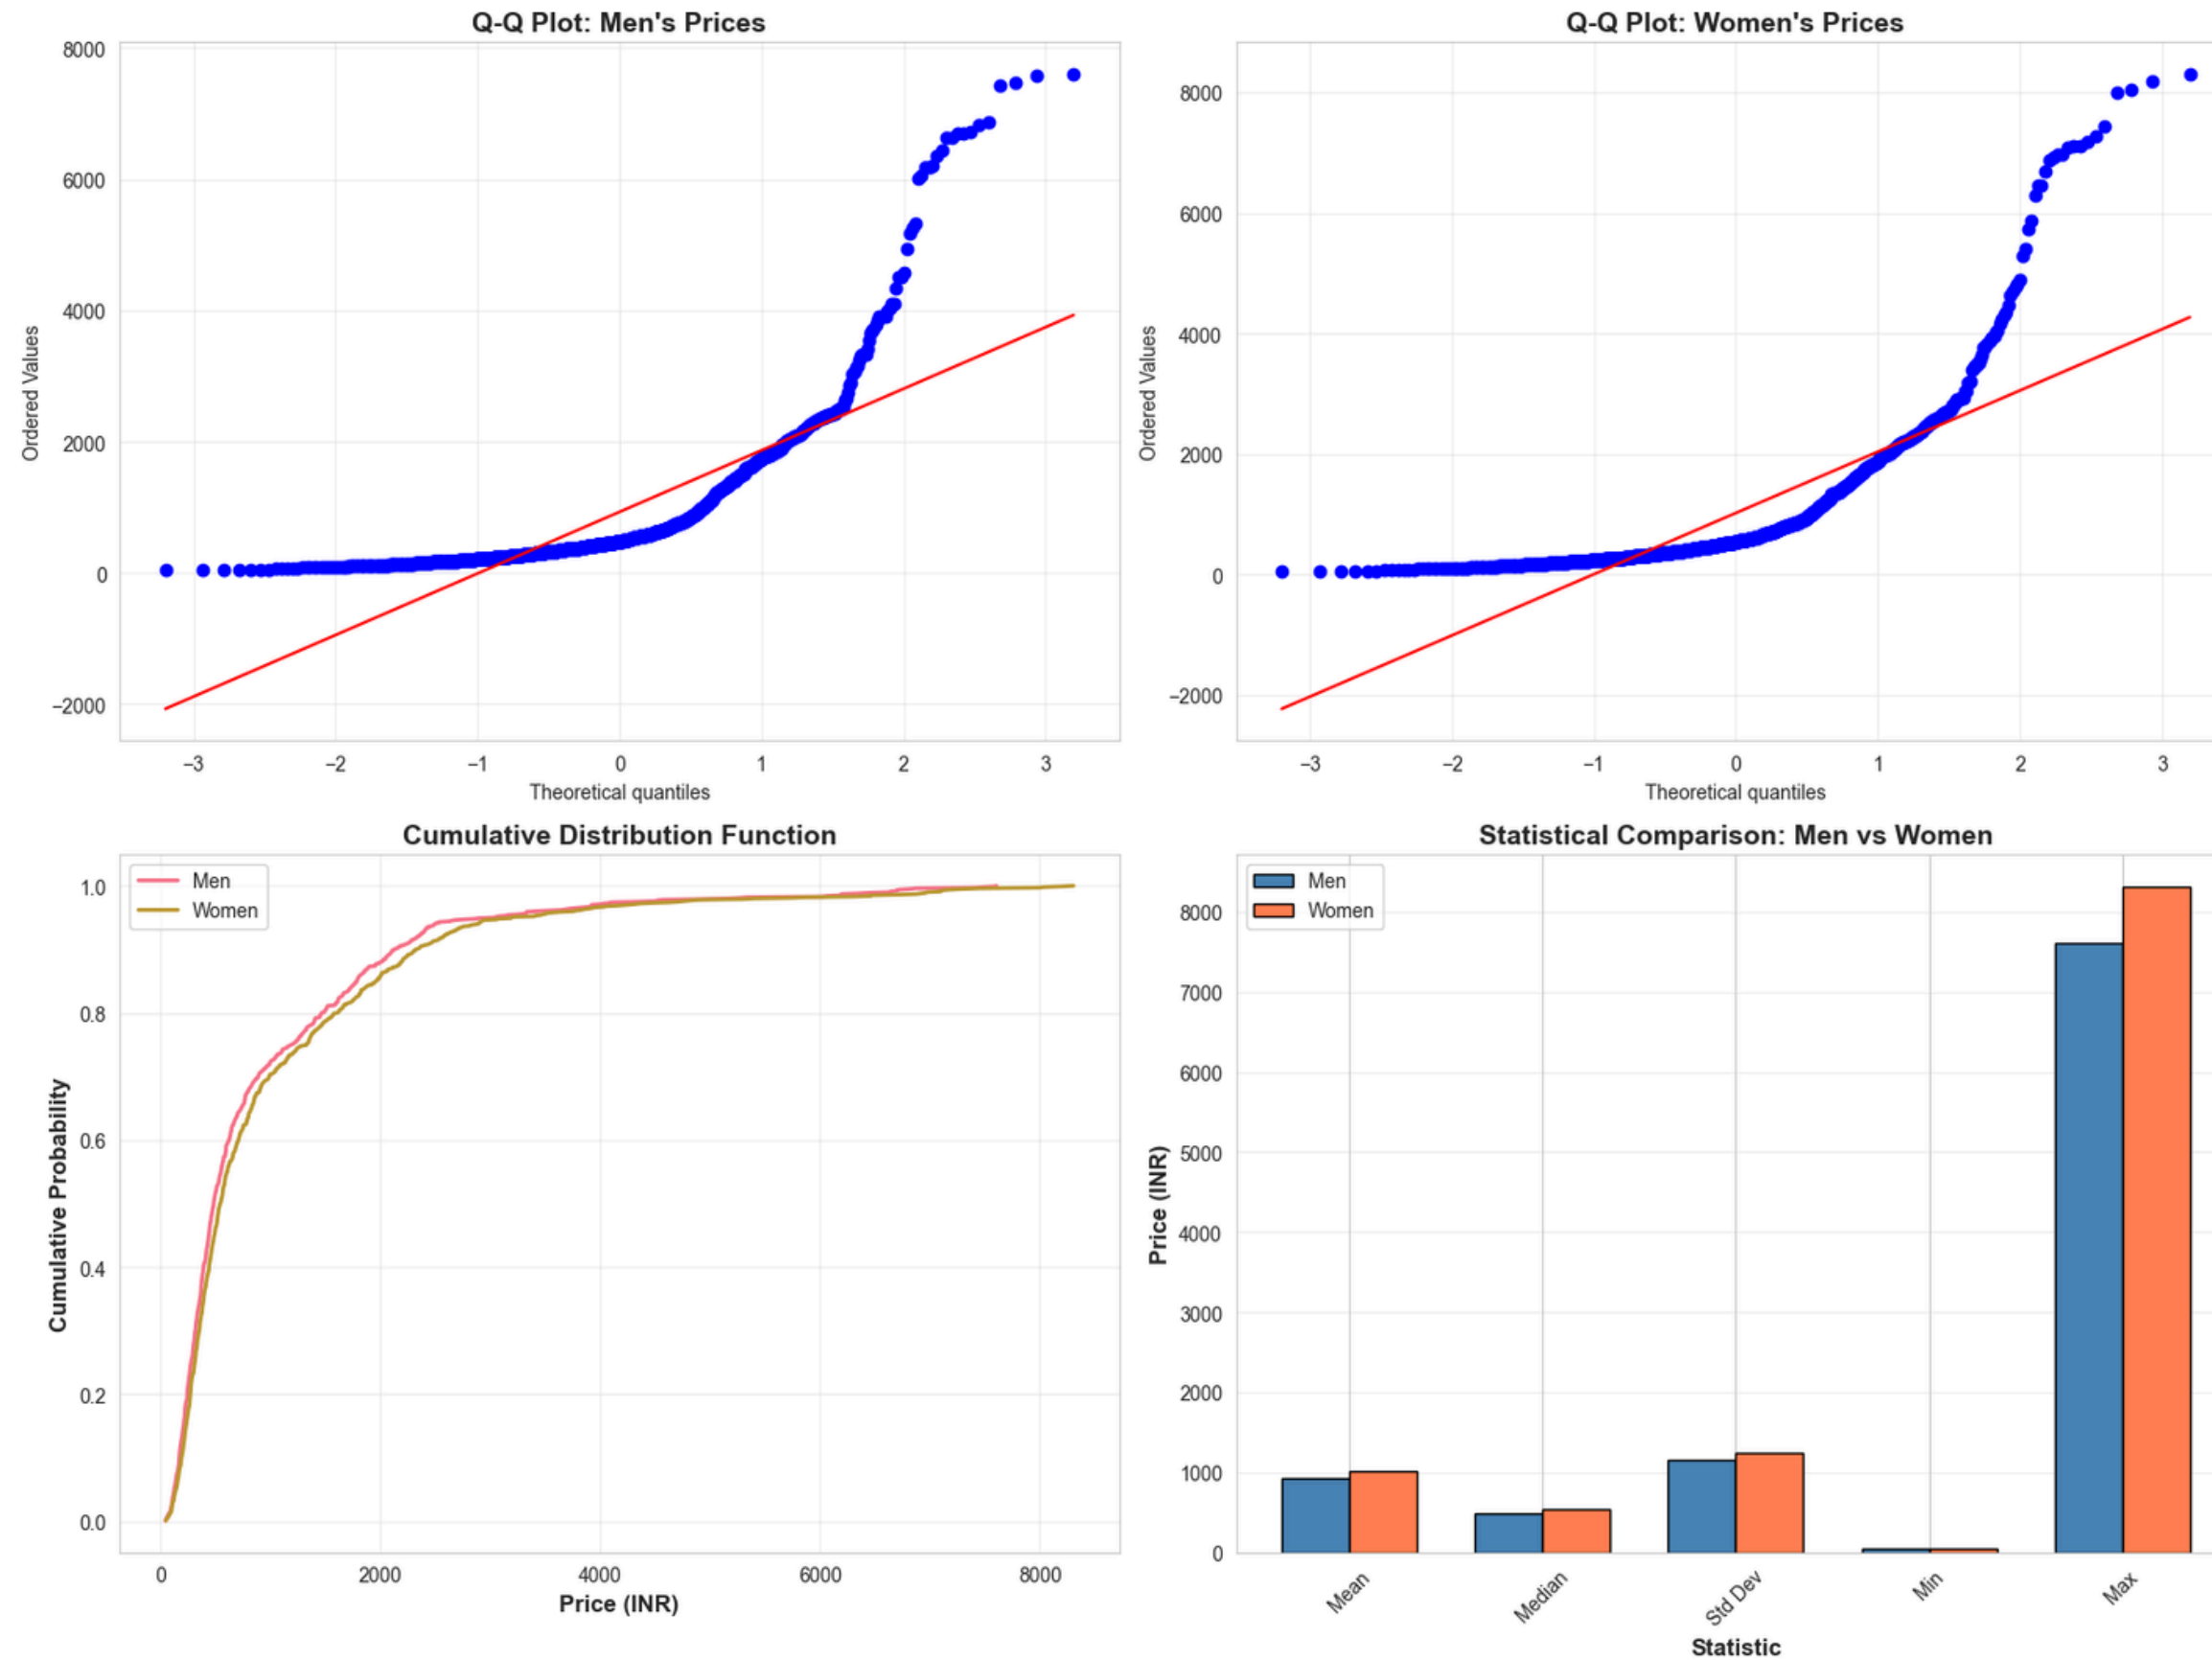 Q-Q Plot: Men's Prices
8000
6000
4000
2000
0
−2000
Ordered Values
−3 −2 −1 0 1 2 3
Theoretical quantiles
Q-Q Plot: Women's Prices
8000
6000
4000
2000
0
−2000
Ordered Values
−3 −2 −1 0 1 2 3
Theoretical quantiles
Cumulative Distribution Function
Men
Women
1.0
0.8
0.6
0.4
0.2
0.0
Cumulative Probability
0 2000 4000 6000 8000
Price (INR)
Statistical Comparison: Men vs Women
Men
Women
8000
7000
6000
5000
4000
3000
2000
1000
0
Price (INR)
Mean Median Std Dev Min Max
Statistic